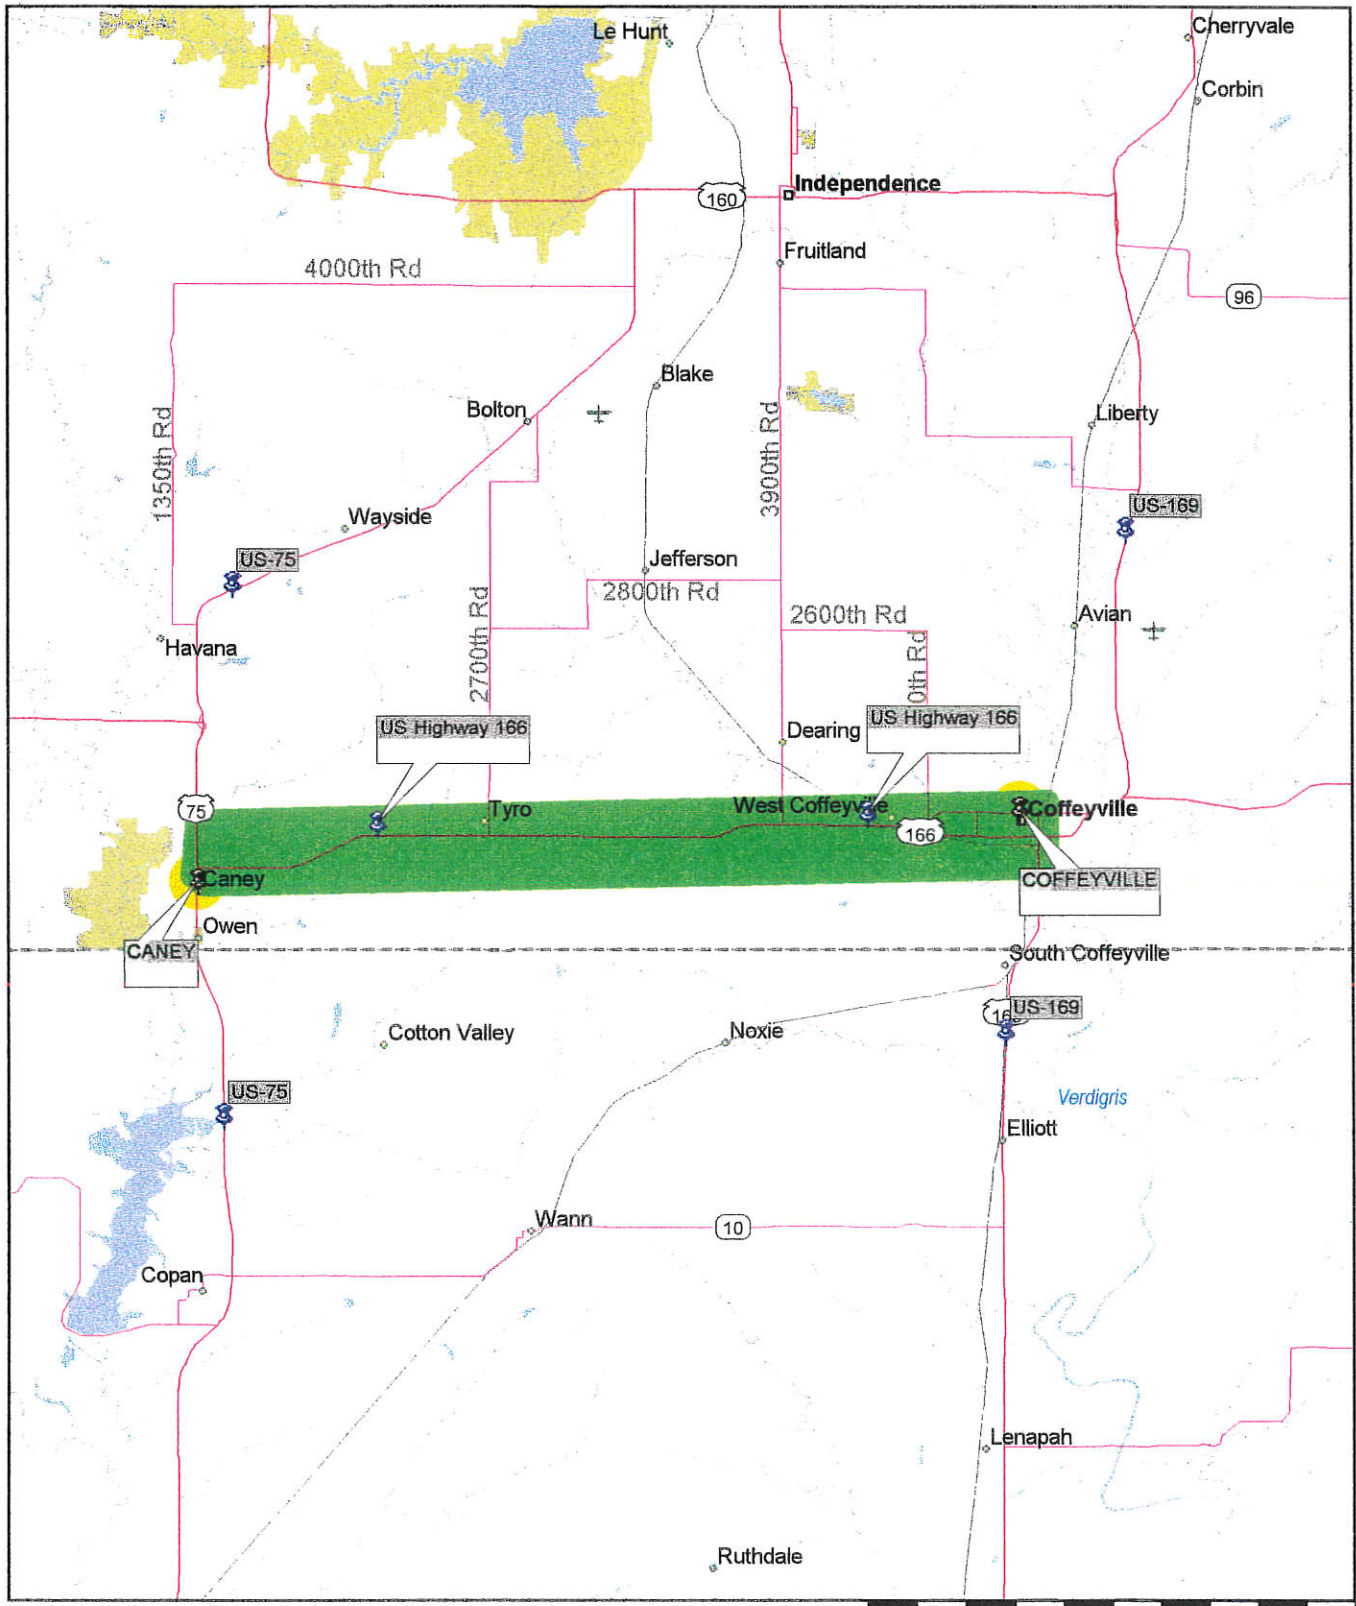 Le Hunt
Cherryvale
Corbin
Independence
160
Fruitland
4000th Rd
96
Blake
Bolton
1350th Rd
3900th Rd
Liberty
US-169
Wayside
US-75
Jefferson
2800th Rd
2700th Rd
2600th Rd
0th Rd
Avian
Havana
US Highway 166
US Highway 166
Dearing
75
Tyro
West Coffeyville
166
Coffeyville
Caney
COFFEYVILLE
Owen
CANEY
South Coffeyville
US-169
16
Cotton Valley
Noxie
US-75
Verdigris
Elliott
Wann
10
Copan
Lenapah
Ruthdale